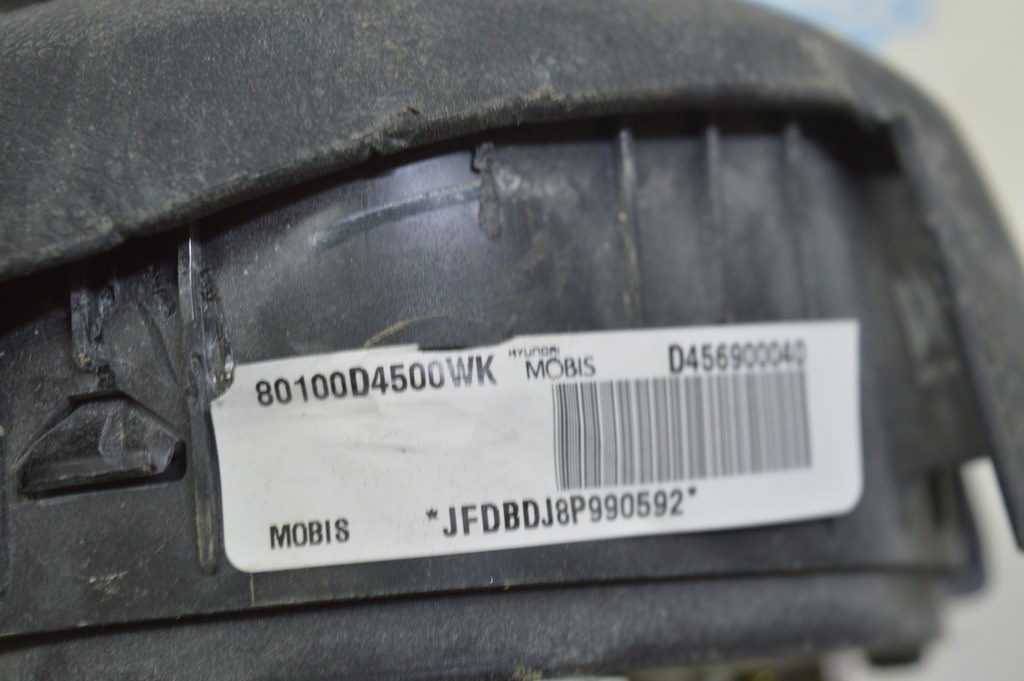 80100D4500WK HYUNDAI MOBIS D456900040
MOBIS *JFDBDJ8P990592*